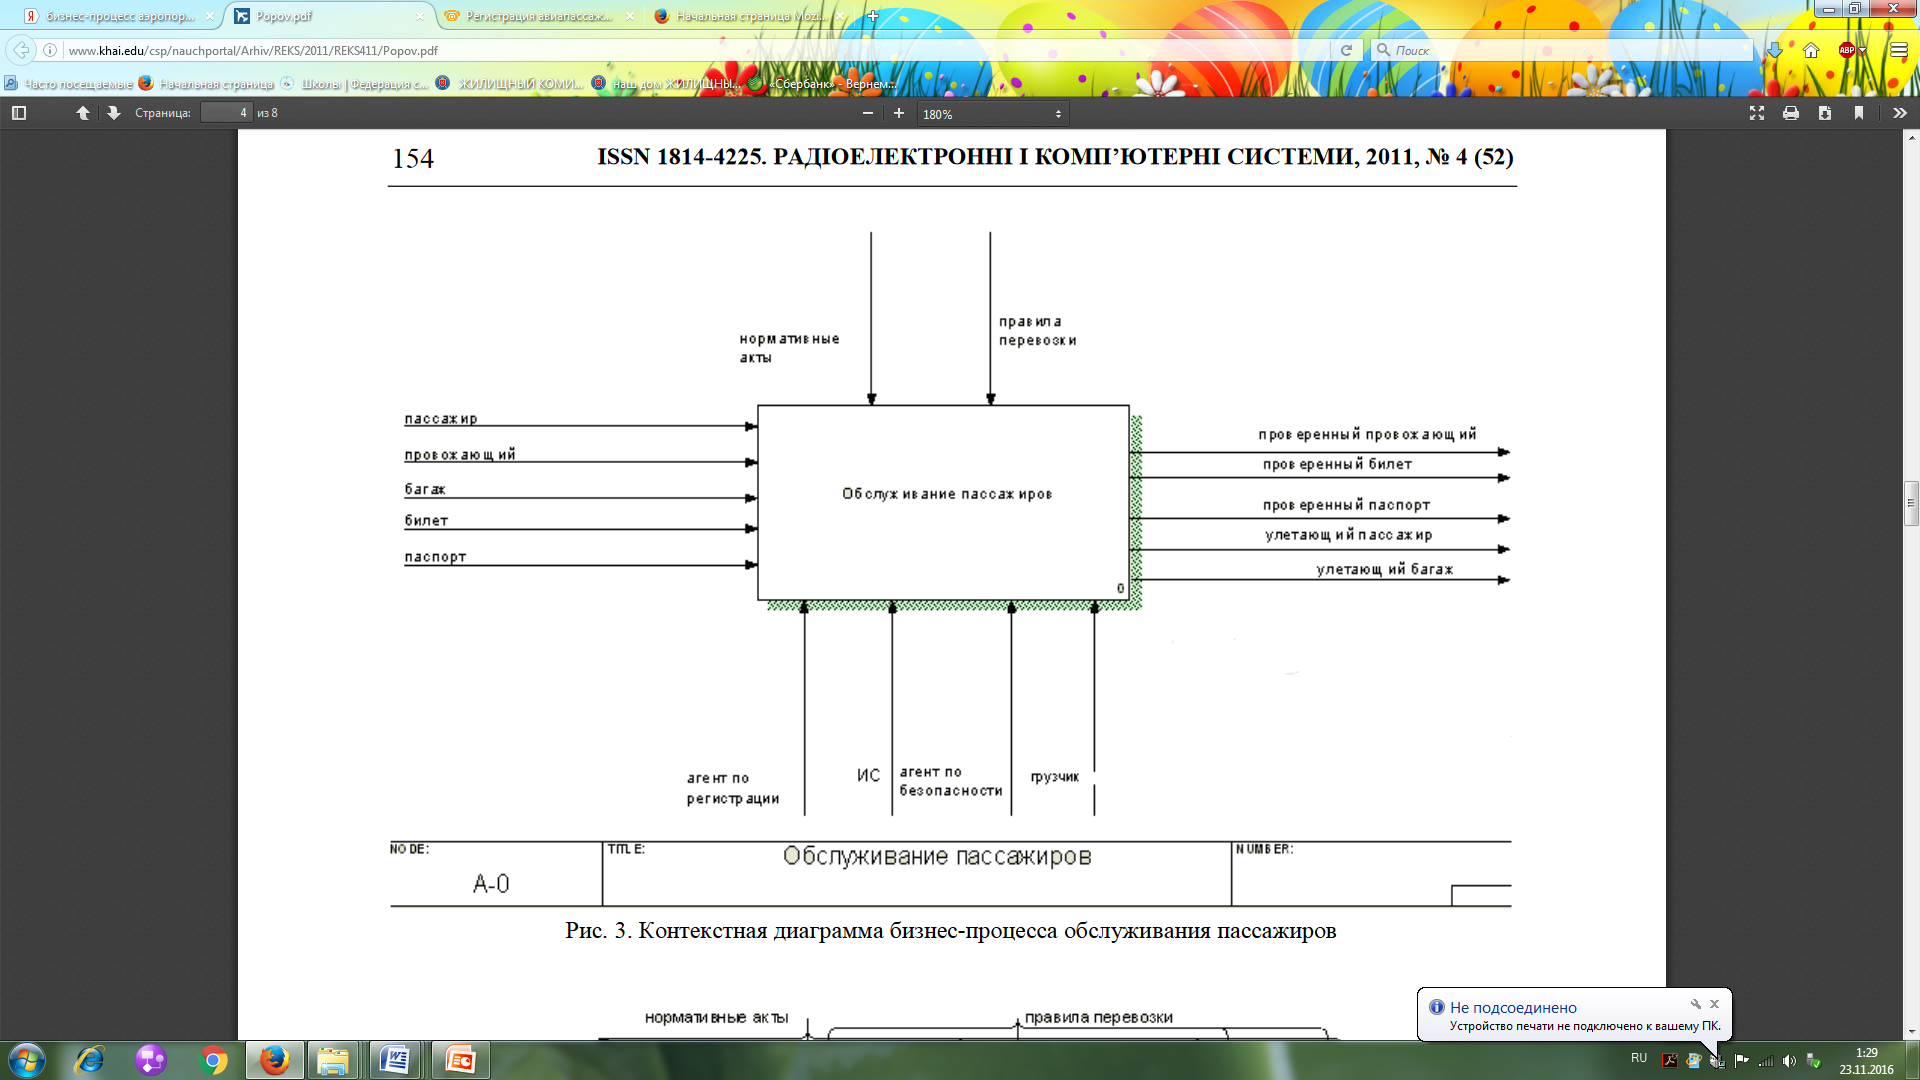 бизнес-процесс аэропор...
Popov.pdf
Регистрация авиапассаж...
Начальная страница Mozi...
www.khai.edu/csp/nauchportal/Arhiv/REKS/2011/REKS411/Popov.pdf
Поиск
ABP
Часто посещаемые
Начальная страница
Школы | Федерация с...
ЖИЛИЩНЫЙ КОМИ...
наш дом ЖИЛИЩНЫ...
«Сбербанк» - Вернем...
Страница: 4 из 8
180%
154
ISSN 1814-4225. РАДІОЕЛЕКТРОННІ І КОМП’ЮТЕРНІ СИСТЕМИ, 2011, № 4 (52)
нормативные
акты
правила
перевозки
пассажир
провожающий
багаж
билет
паспорт
Обслуживание пассажиров
0
проверенный провожающий
проверенный билет
проверенный паспорт
улетающий пассажир
улетающий багаж
агент по
регистрации
ИС
агент по
безопасности
грузчик
NODE:
A-0
TITLE:
Обслуживание пассажиров
NUMBER:
Рис. 3. Контекстная диаграмма бизнес-процесса обслуживания пассажиров
нормативные акты
правила перевозки
Не подсоединено
Устройство печати не подключено к вашему ПК.
RU
1:29
23.11.2016